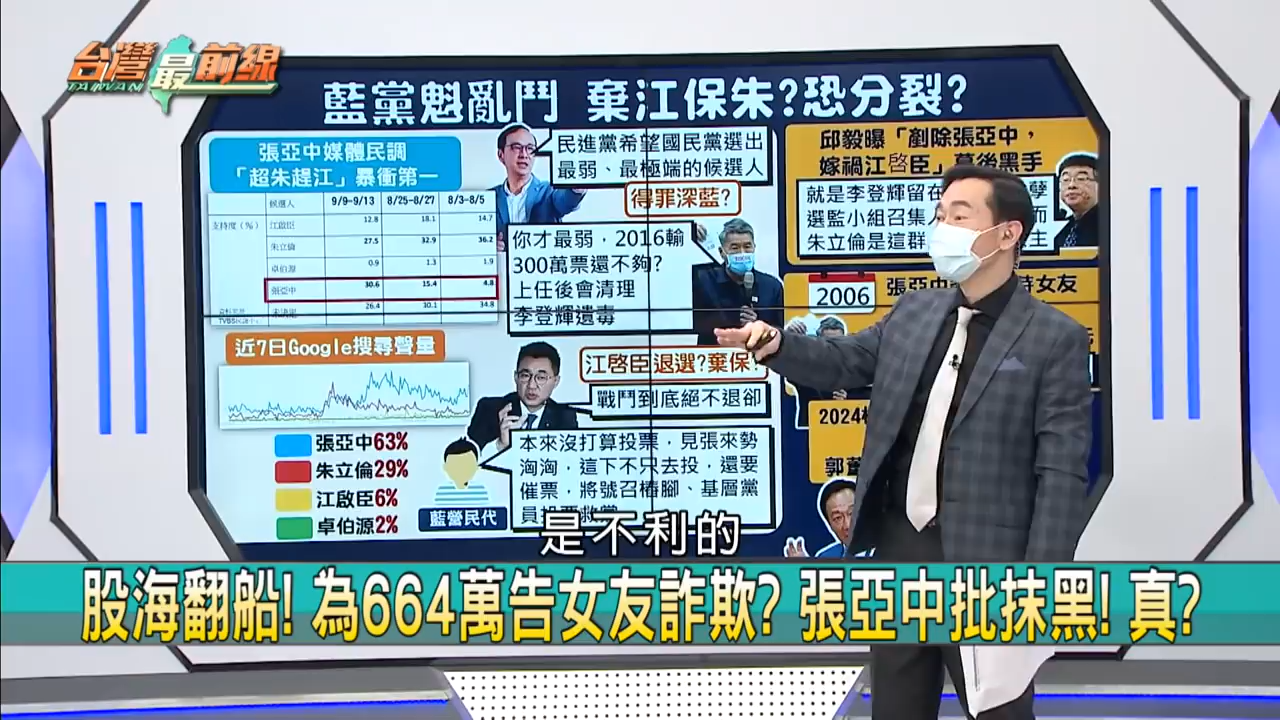 台灣最前線
TAIWAN
藍黨魁亂鬥 棄江保朱?恐分裂?
張亞中媒體民調
「超朱趕江」暴衝第一
候選人 9/9-9/13 8/25-8/27 8/3-8/5
支持度(%) 江啟臣 12.8 18.1 14.7
朱立倫 27.5 32.9 36.2
卓伯源 0.9 1.3 1.9
張亞中 30.6 15.4 4.8
未決定 26.4 30.1 34.8
近7日Google搜尋聲量
張亞中63%
朱立倫29%
江啟臣6%
卓伯源2%
民進黨希望國民黨選出
最弱、最極端的候選人
得罪深藍?
你才最弱,2016輸
300萬票還不夠?
上任後會清理
李登輝遺毒
江啓臣退選?棄保?
戰鬥到底絕不退卻
本來沒打算投票,見張來勢
洶洶,這下不只去投,還要
催票,將號召樁腳、基層黨
藍營民代
邱毅曝「剷除張亞中,
嫁禍江啓臣」幕後黑手
就是李登輝留在
選監小組召集 而
朱立倫是這群 主
2006
張亞中 女友
2024
郭董
是不利的
股海翻船! 為664萬告女友詐欺? 張亞中批抹黑! 真?